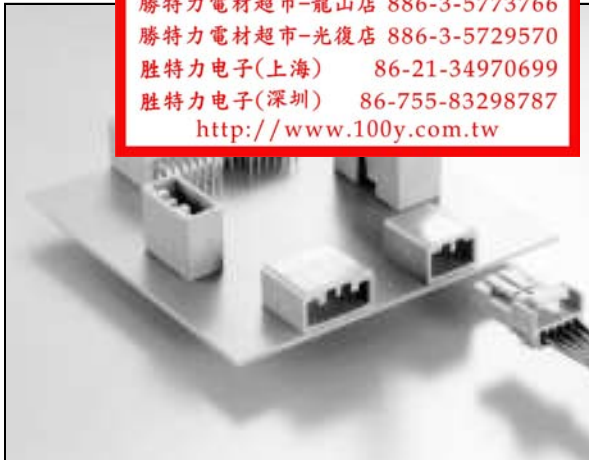 勝特力電材超市-龍山店 886-3-5773766
勝特力電材超市-光復店 886-3-5729570
胜特力电子(上海) 86-21-34970699
胜特力电子(深圳) 86-755-83298787
http://www.100y.com.tw